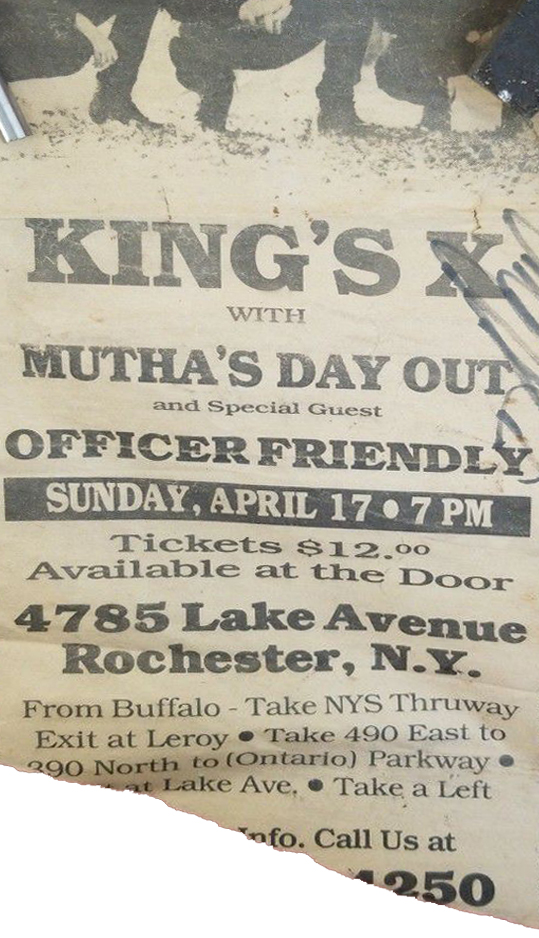 KING'S X
WITH
MUTHA'S DAY OUT
and Special Guest
OFFICER FRIENDLY
SUNDAY, APRIL 17 • 7 PM
Tickets $12.00
Available at the Door
4785 Lake Avenue
Rochester, N.Y.
From Buffalo - Take NYS Thruway
Exit at Leroy • Take 490 East to
390 North to (Ontario) Parkway •
at Lake Ave. • Take a Left
Info. Call Us at
1250